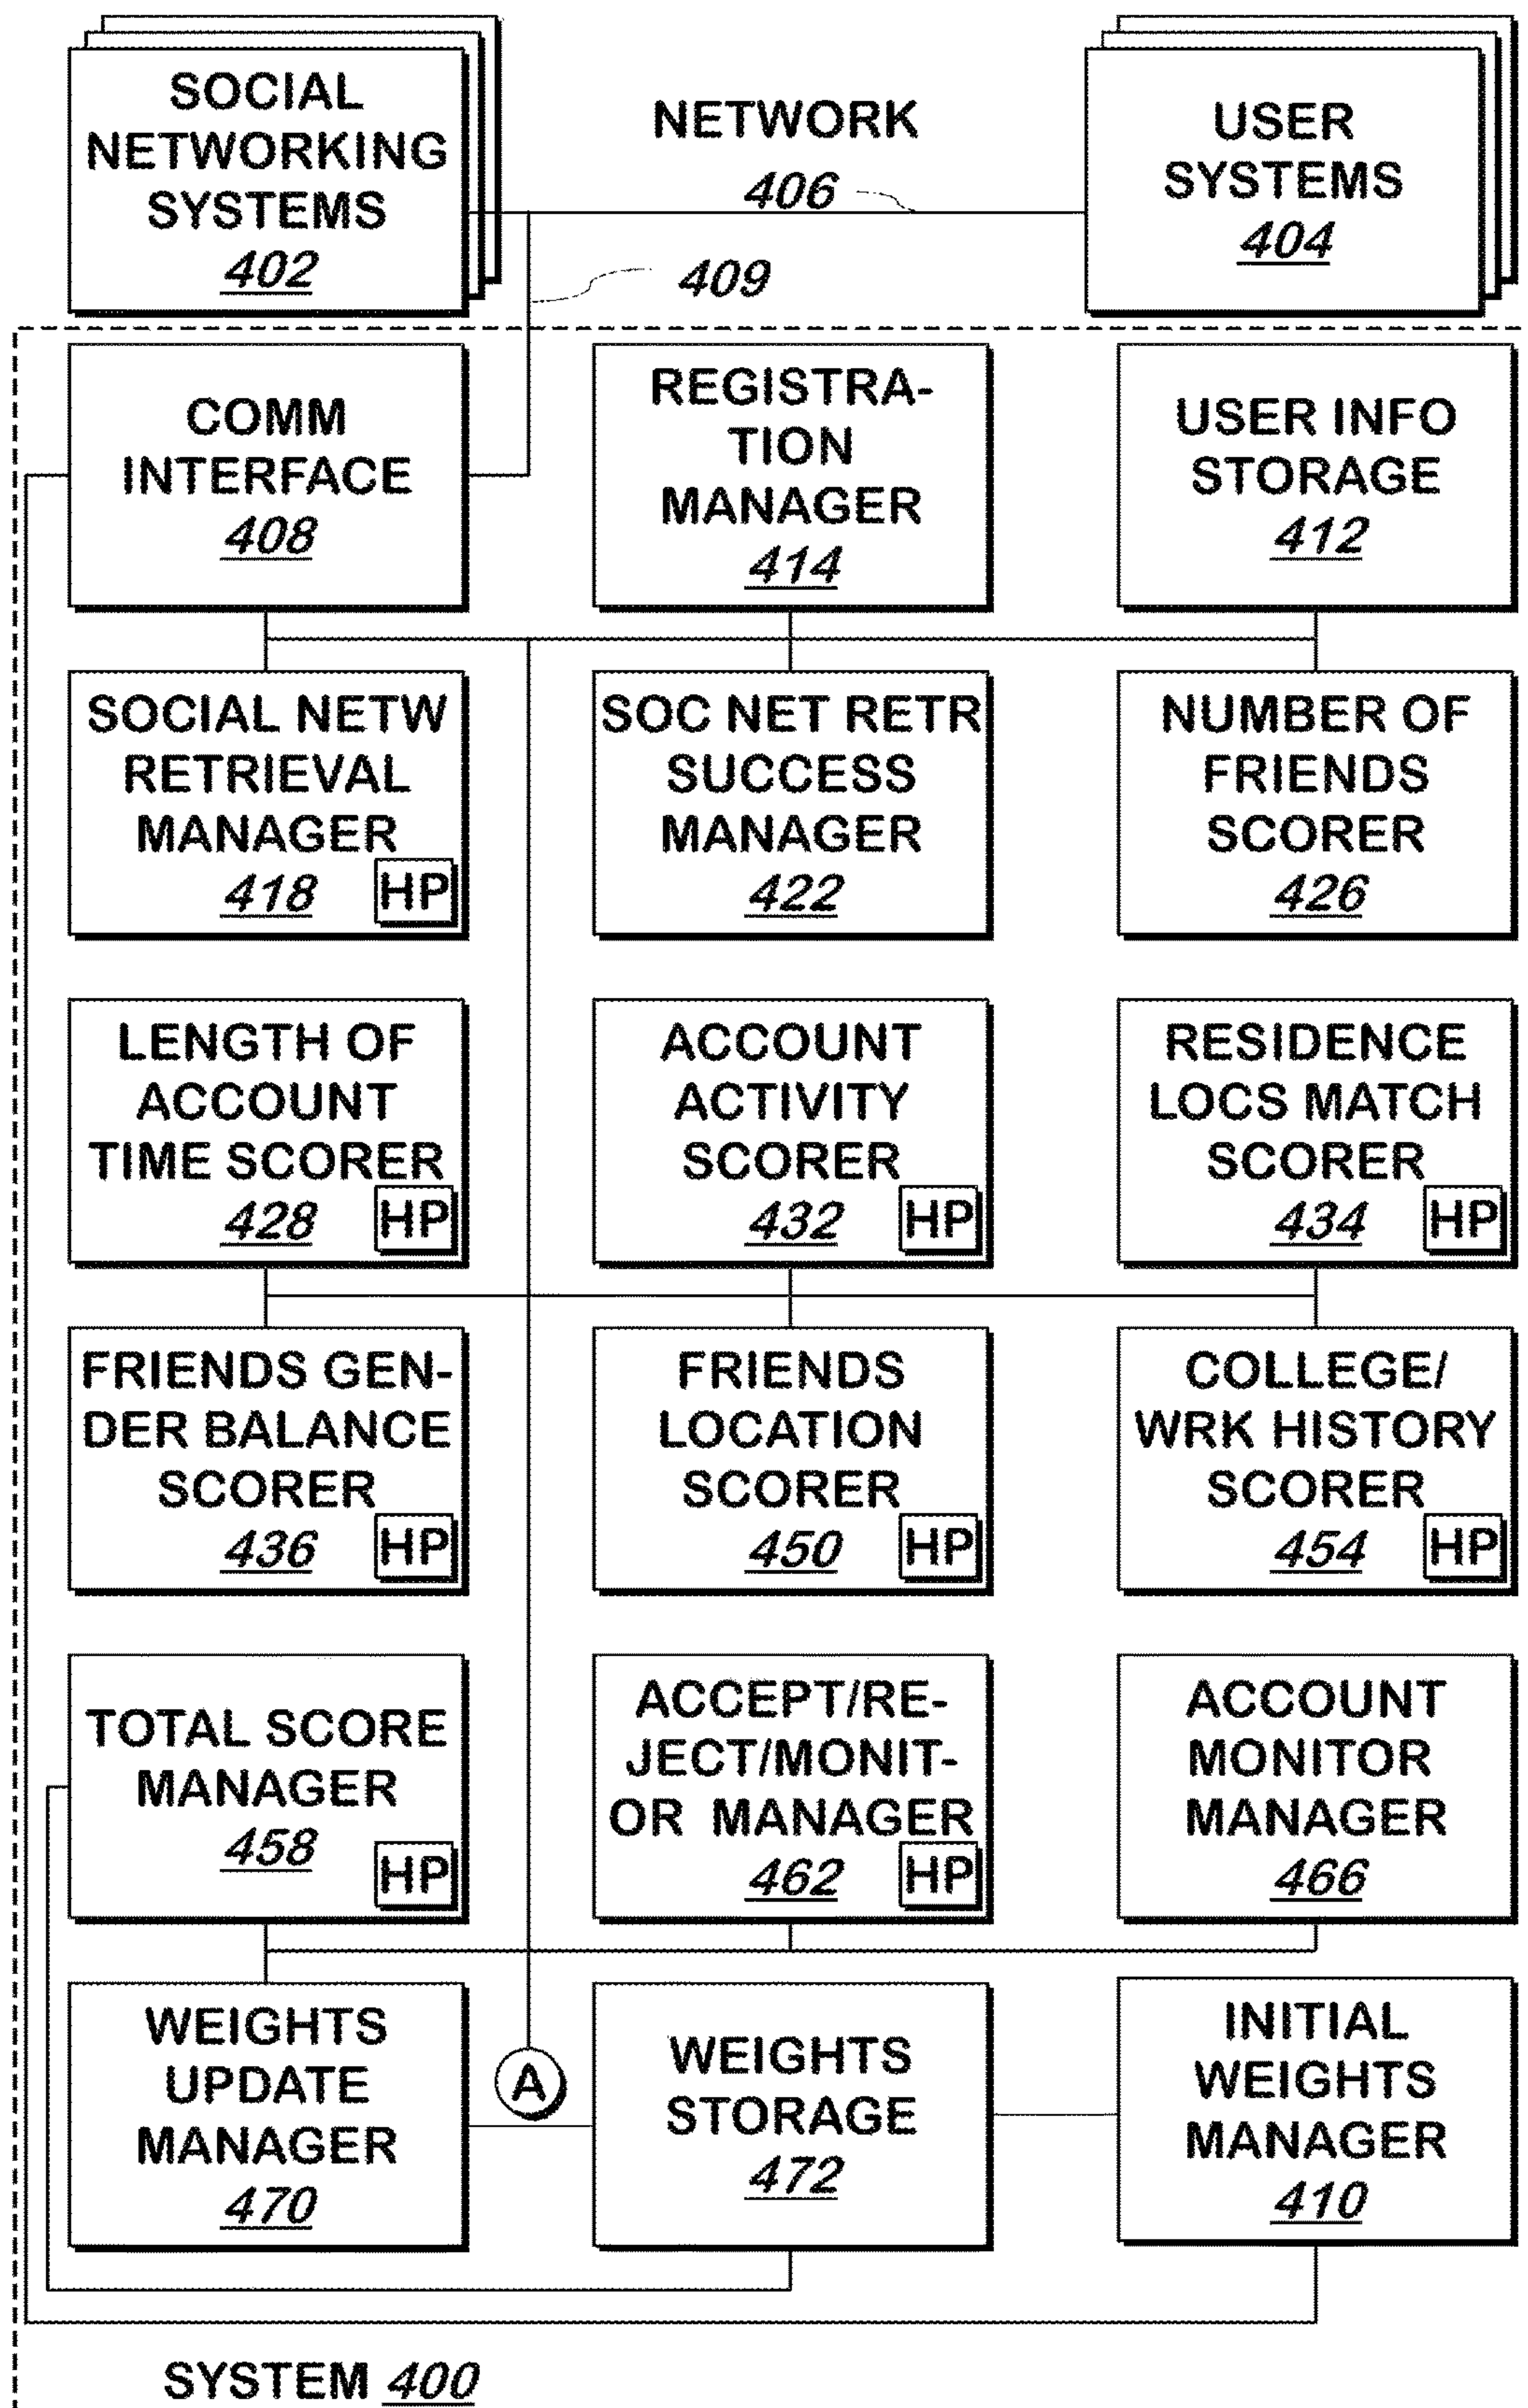 SOCIAL
NETWORKING
SYSTEMS
402
NETWORK
406
409
USER
SYSTEMS
404
COMM
INTERFACE
408
REGISTRA-
TION
MANAGER
414
USER INFO
STORAGE
412
SOCIAL NETW
RETRIEVAL
MANAGER
418
HP
SOC NET RETR
SUCCESS
MANAGER
422
NUMBER OF
FRIENDS
SCORER
426
LENGTH OF
ACCOUNT
TIME SCORER
428
HP
ACCOUNT
ACTIVITY
SCORER
432
HP
RESIDENCE
LOCS MATCH
SCORER
434
HP
FRIENDS GEN-
DER BALANCE
SCORER
436
HP
FRIENDS
LOCATION
SCORER
450
HP
COLLEGE/
WRK HISTORY
SCORER
454
HP
TOTAL SCORE
MANAGER
458
HP
ACCEPT/RE-
JECT/MONIT-
OR MANAGER
462
HP
ACCOUNT
MONITOR
MANAGER
466
WEIGHTS
UPDATE
MANAGER
470
A
WEIGHTS
STORAGE
472
INITIAL
WEIGHTS
MANAGER
410
SYSTEM 400